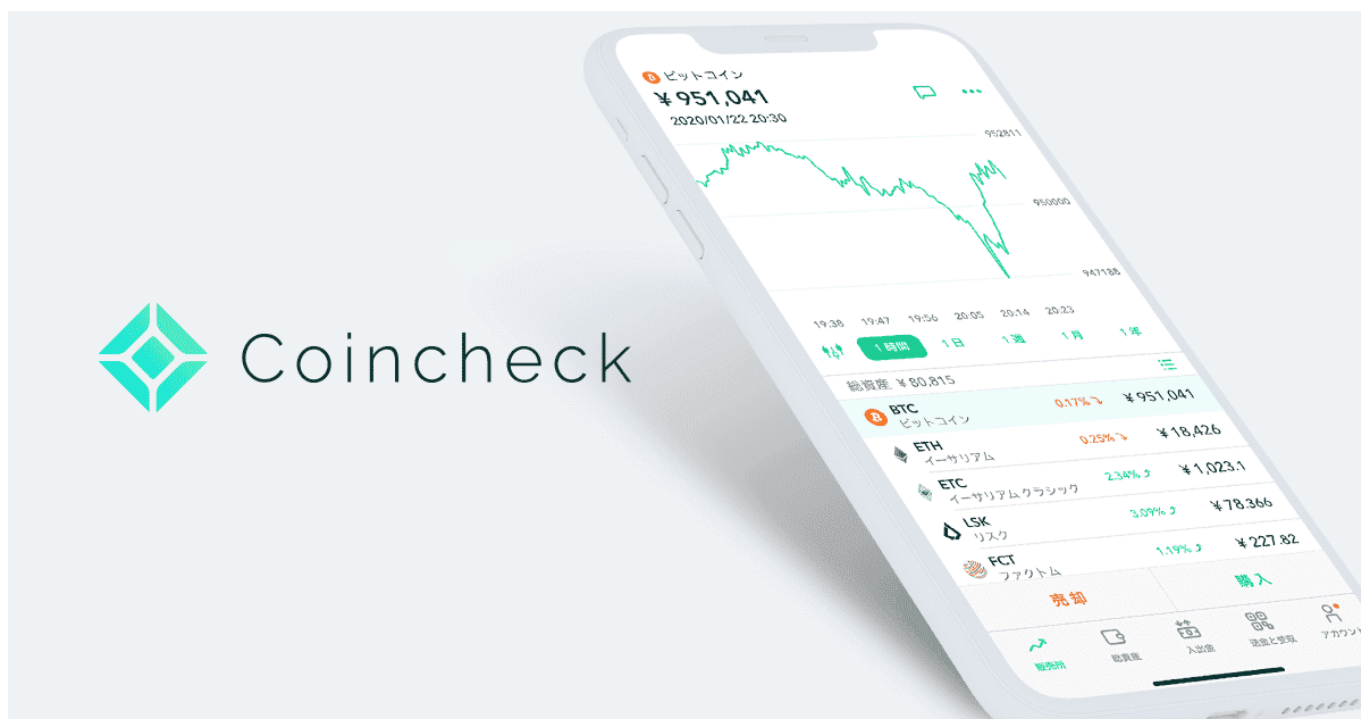 Coincheck
ビットコイン
¥ 951,041
2020/01/22 20:30
952811
950000
947188
19:38 19:47 19:56 20:05 20:14 20:23
1時間 1日 1週 1月 1年
総資産 ¥80,815
BTC 0.17% ¥951,041
ビットコイン
ETH 0.25% ¥18,426
イーサリアム
ETC 2.34% ¥1,023.1
イーサリアムクラシック
LSK 3.09% ¥78.366
リスク
FCT 1.19% ¥227.82
ファクトム
売却 購入
販売所 総資産 入出金 送金と受取 アカウント